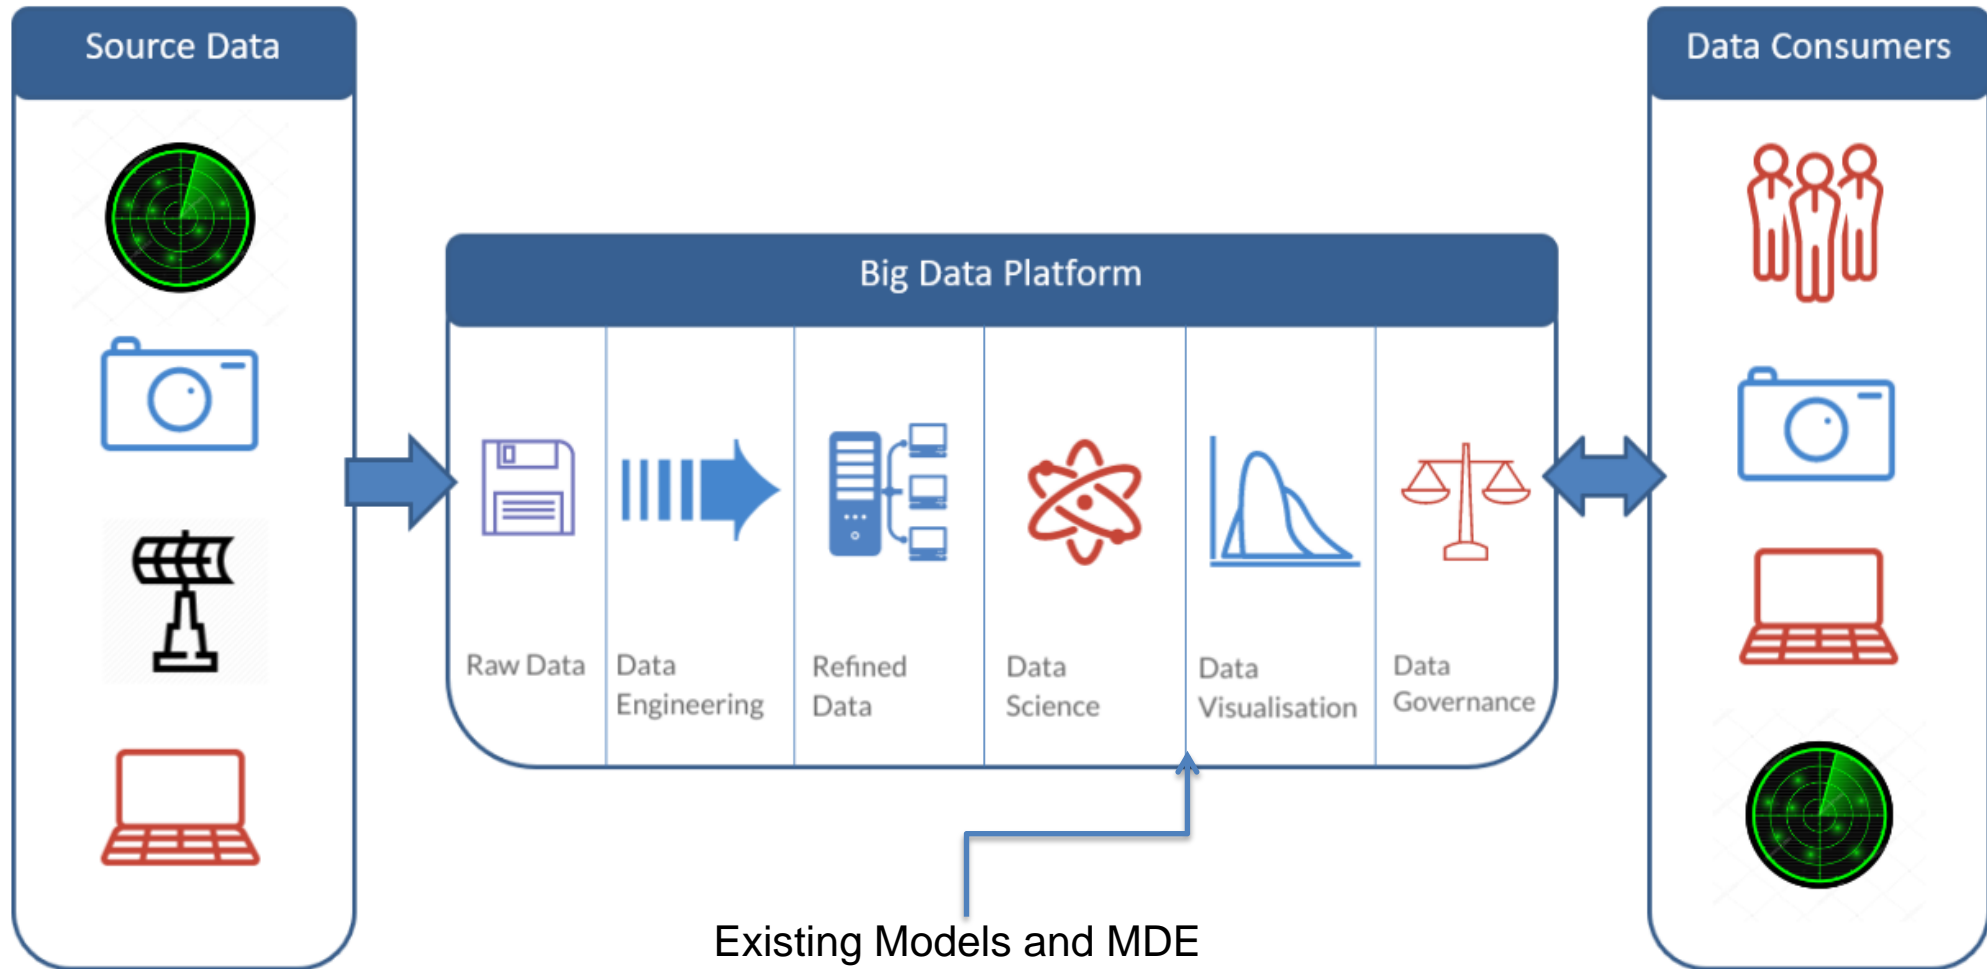 Source Data
Big Data Platform
Raw Data
Data
Engineering
Refined
Data
Data
Science
Data
Visualisation
Data
Governance
Data Consumers
Existing Models and MDE